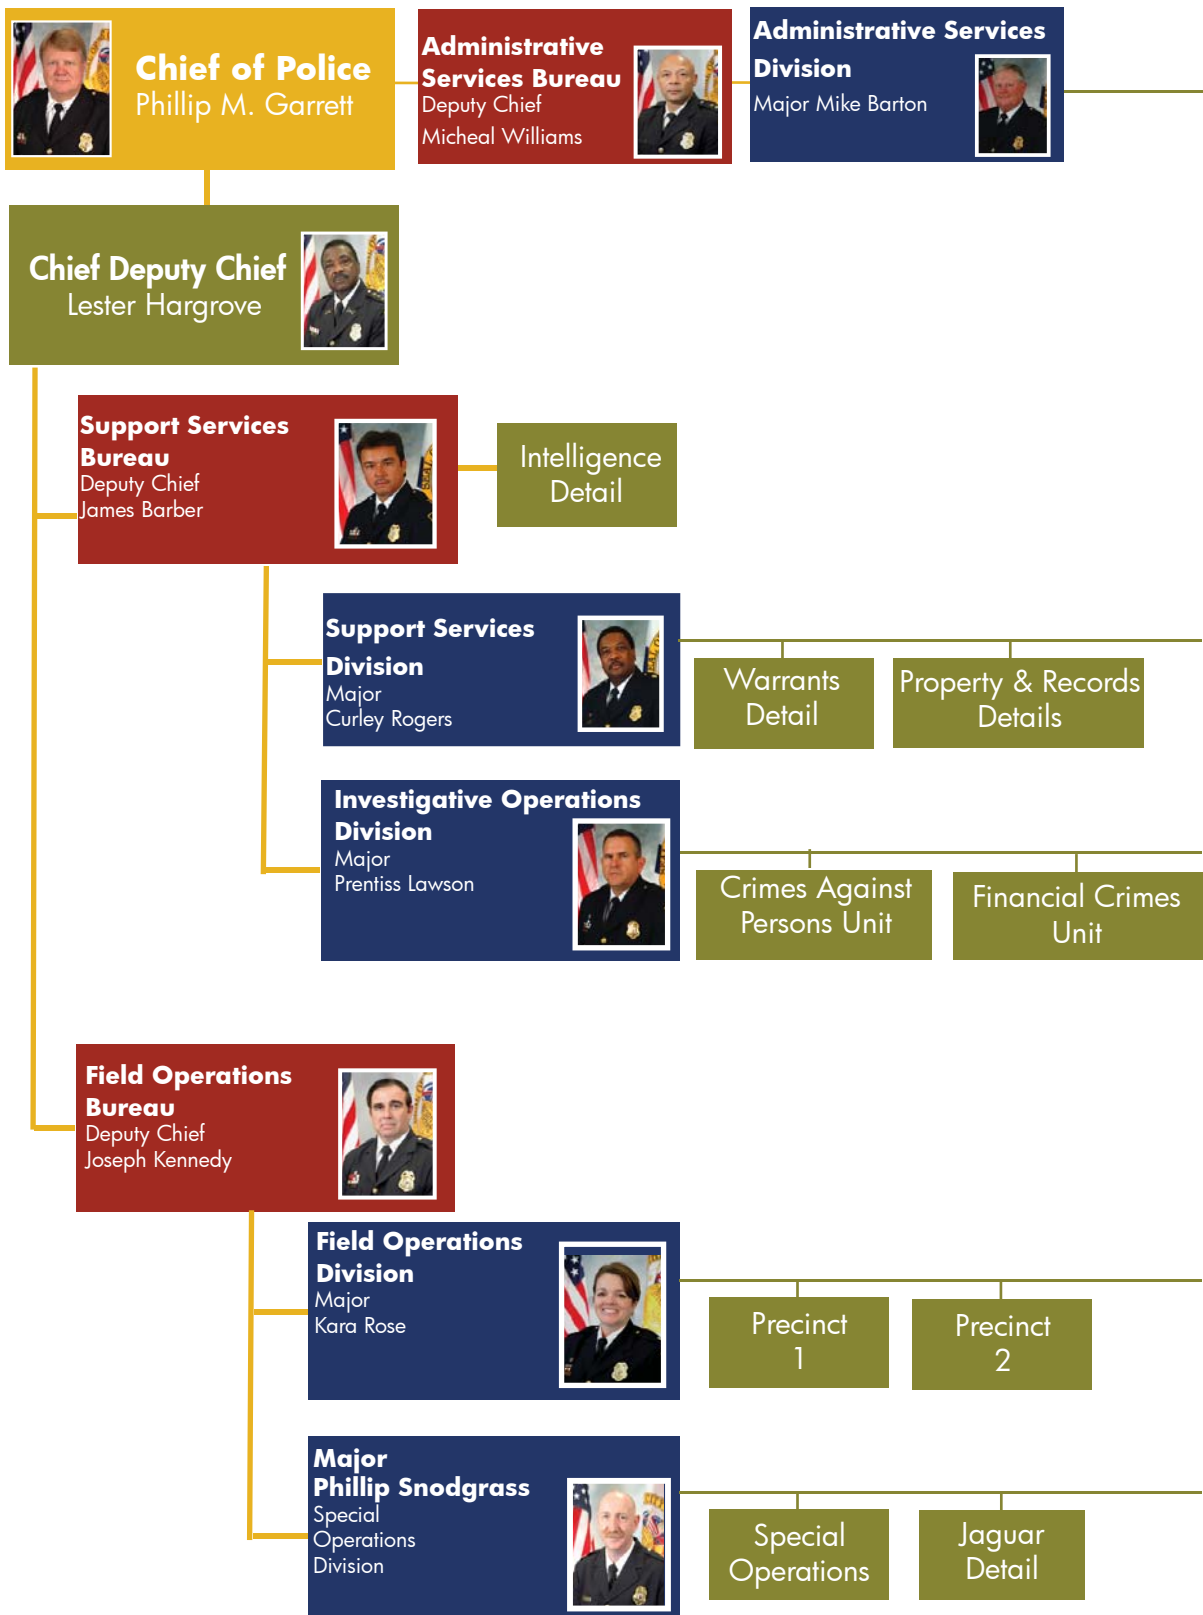 Chief of Police
Phillip M. Garrett
Administrative
Services Bureau
Deputy Chief
Micheal Williams
Administrative Services
Division
Major Mike Barton
Chief Deputy Chief
Lester Hargrove
Support Services
Bureau
Deputy Chief
James Barber
Intelligence
Detail
Support Services
Division
Major
Curley Rogers
Warrants
Detail
Property & Records
Details
Investigative Operations
Division
Major
Prentiss Lawson
Crimes Against
Persons Unit
Financial Crimes
Unit
Field Operations
Bureau
Deputy Chief
Joseph Kennedy
Field Operations
Division
Major
Kara Rose
Precinct
1
Precinct
2
Major
Phillip Snodgrass
Special
Operations
Division
Special
Operations
Jaguar
Detail